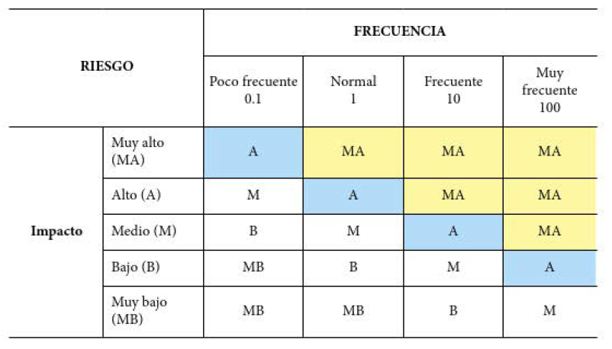 RIESGO
FRECUENCIA
Poco frecuente
0.1
Normal
1
Frecuente
10
Muy
frecuente
100
Impacto
Muy alto
(MA)
A
MA
MA
MA
Alto (A)
M
A
MA
MA
Medio (M)
B
M
A
MA
Bajo (B)
MB
B
M
A
Muy bajo
(MB)
MB
MB
B
M